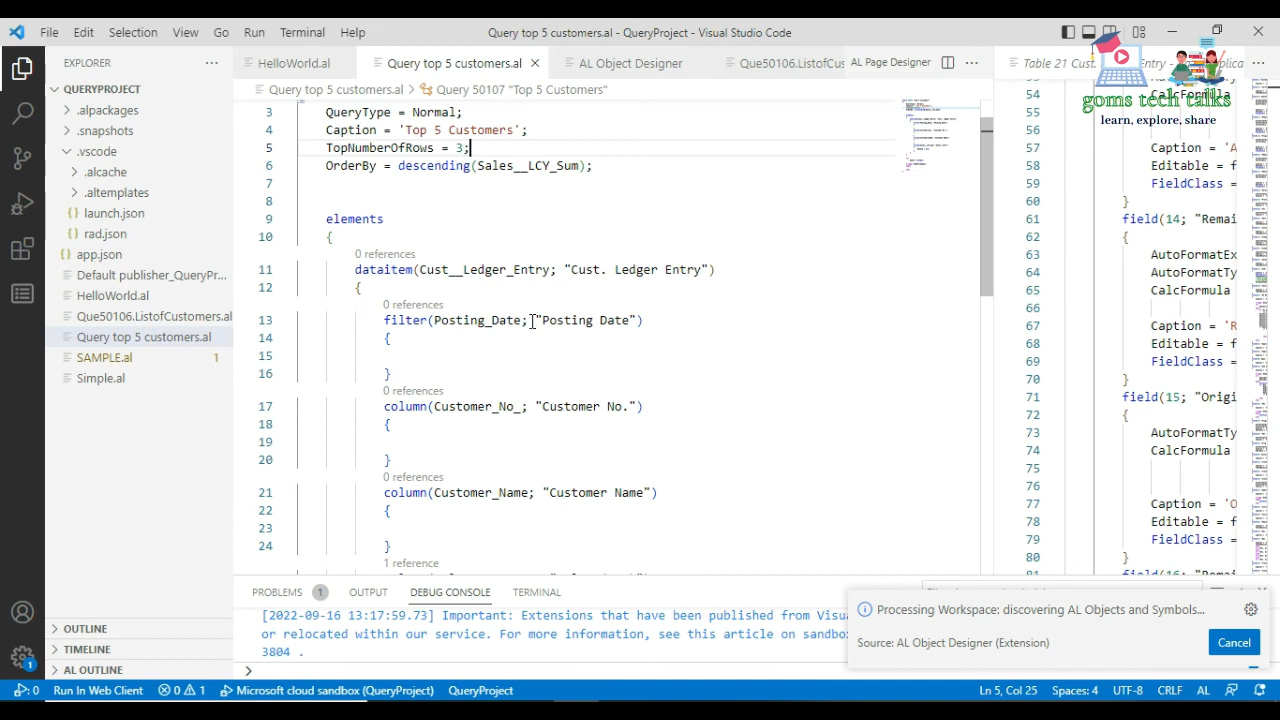 File Edit Selection View Go Run Terminal Help
Query top 5 customers.al - QueryProject - Visual Studio Code
EXPLORER
QUERYPROJECT
.alpackages
.snapshots
.vscode
.alcache
.altemplates
launch.json
rad.json
app.json
Default publisher_QueryPr...
HelloWorld.al
Que50106.ListofCustomers.al
Query top 5 customers.al
SAMPLE.al 1
Simple.al
OUTLINE
TIMELINE
AL OUTLINE
HelloWorld.al
Query top 5 customers.al
AL Object Designer
Que50106.ListofCus
AL Page Designer
Query top 5 customers.al > Query 50107 "Top 5 Customers"
3 QueryType = Normal;
4 Caption = 'Top 5 Customers';
5 TopNumberOfRows = 3;
6 OrderBy = descending(Sales__LCY_Sum);
7
8
9 elements
10 {
0 references
11 dataitem(Cust__Ledger_Entry; "Cust. Ledger Entry")
12 {
0 references
13 filter(Posting_Date; "Posting Date")
14 {
15
16 }
0 references
17 column(Customer_No_; "Customer No.")
18 {
19
20 }
0 references
21 column(Customer_Name; "Customer Name")
22 {
23
24 }
1 reference
goms tech talks
learn, explore, share
54 CalcFormula
57 Caption = 'A
58 Editable = f
59 FieldClass =
60 }
61 field(14; "Remai
62 {
63 AutoFormatEx
64 AutoFormatTy
65 CalcFormula
66
67 Caption = 'R
68 Editable = f
69 FieldClass =
70 }
71 field(15; "Origi
72 {
73 AutoFormatTy
74 CalcFormula
75
76
77 Caption = 'O
78 Editable = f
79 FieldClass =
80 }
PROBLEMS 1 OUTPUT DEBUG CONSOLE TERMINAL
[2022-09-16 13:17:59.73] Important: Extensions that have been published from Visua
or relocated within our service. For more information, see this article on sandbo
3804 .
Processing Workspace: discovering AL Objects and Symbols...
Source: AL Object Designer (Extension)
Cancel
1
0 Run In Web Client 0 1 Microsoft cloud sandbox (QueryProject) QueryProject
Ln 5, Col 25 Spaces: 4 UTF-8 CRLF AL